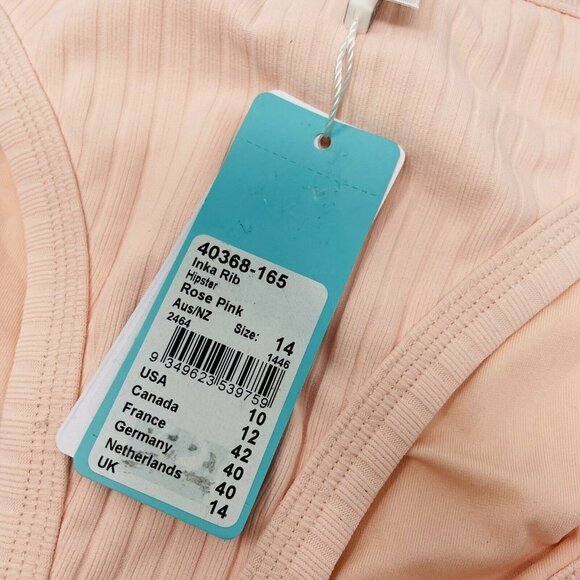 40368-165
Inka Rib
Hipster
Rose Pink
Aus/NZ Size: 14
2464 1446
9 349623 539759
USA 10
Canada 12
France 42
Germany 40
Netherlands 40
UK 14